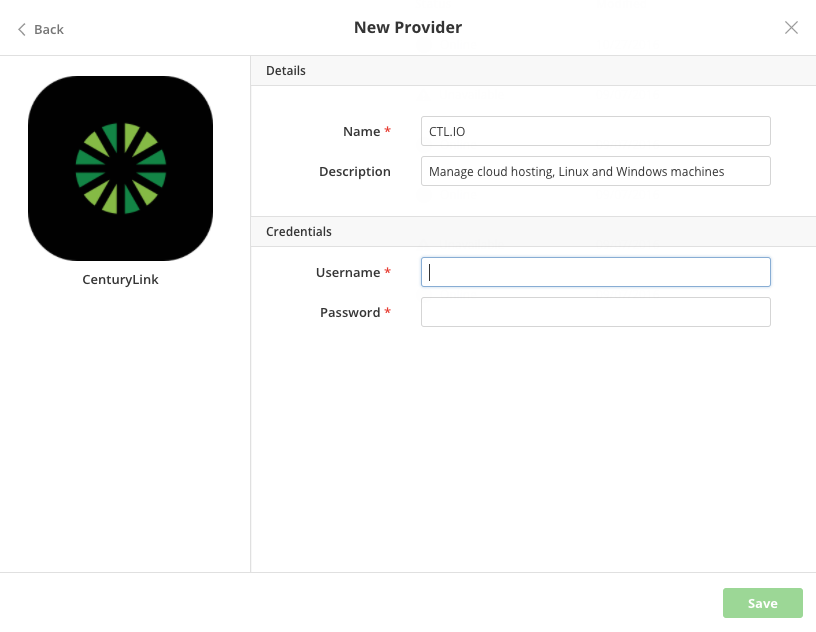 Back
New Provider
CenturyLink
Details
Name *
CTL.IO
Description
Manage cloud hosting, Linux and Windows machines
Credentials
Username *
Password *
Save